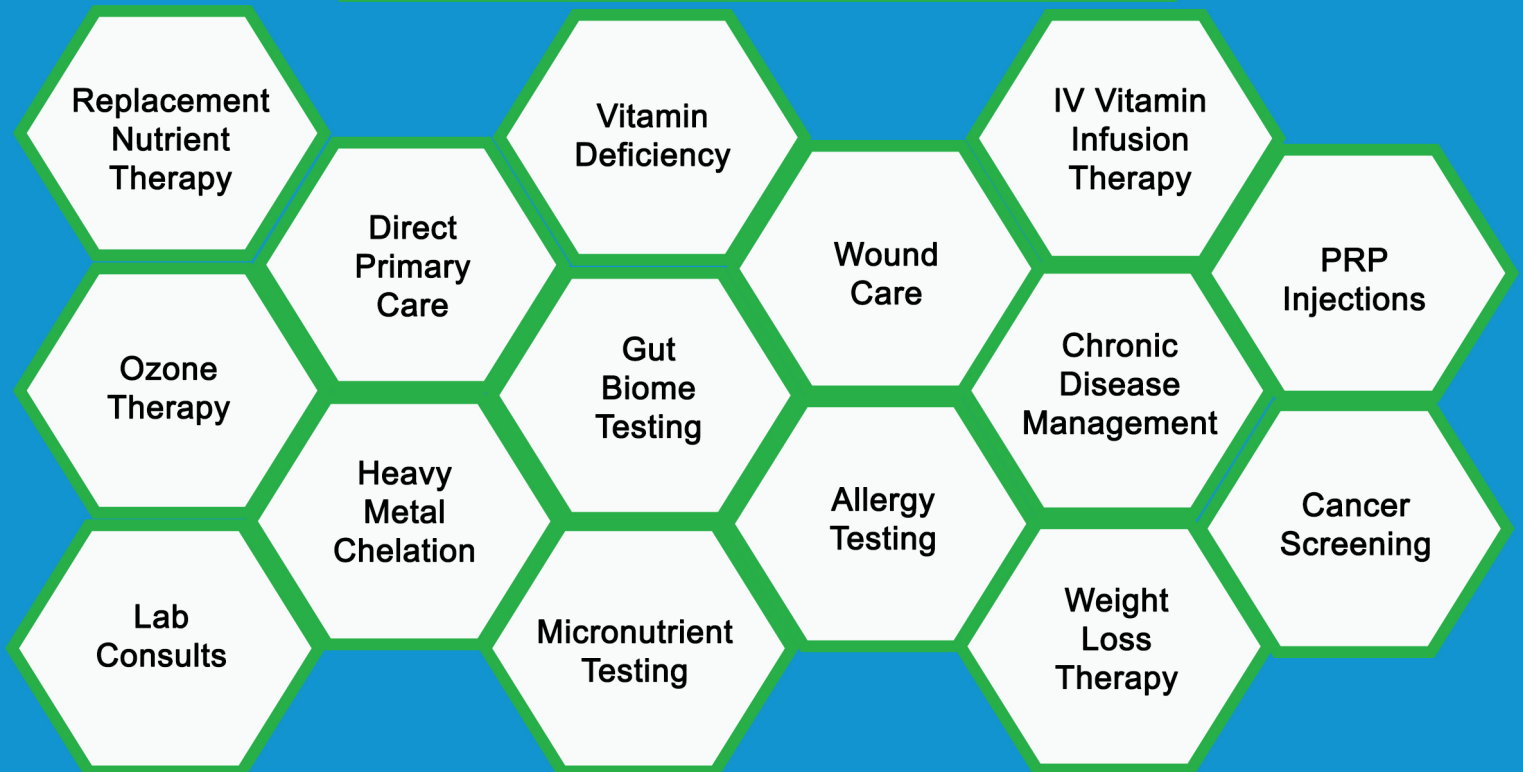 Replacement
Nutrient
Therapy
Vitamin
Deficiency
IV Vitamin
Infusion
Therapy
Direct
Primary
Care
Wound
Care
PRP
Injections
Ozone
Therapy
Gut
Biome
Testing
Chronic
Disease
Management
Heavy
Metal
Chelation
Allergy
Testing
Cancer
Screening
Lab
Consults
Micronutrient
Testing
Weight
Loss
Therapy